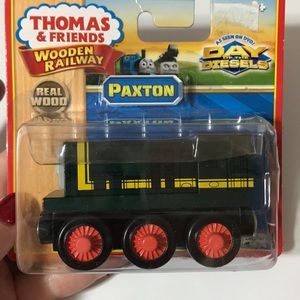 THOMAS
& FRIENDS
WOODEN
RAILWAY
REAL
WOOD
PAXTON
AS SEEN ON DVD!
DAY
OF THE
DIESELS